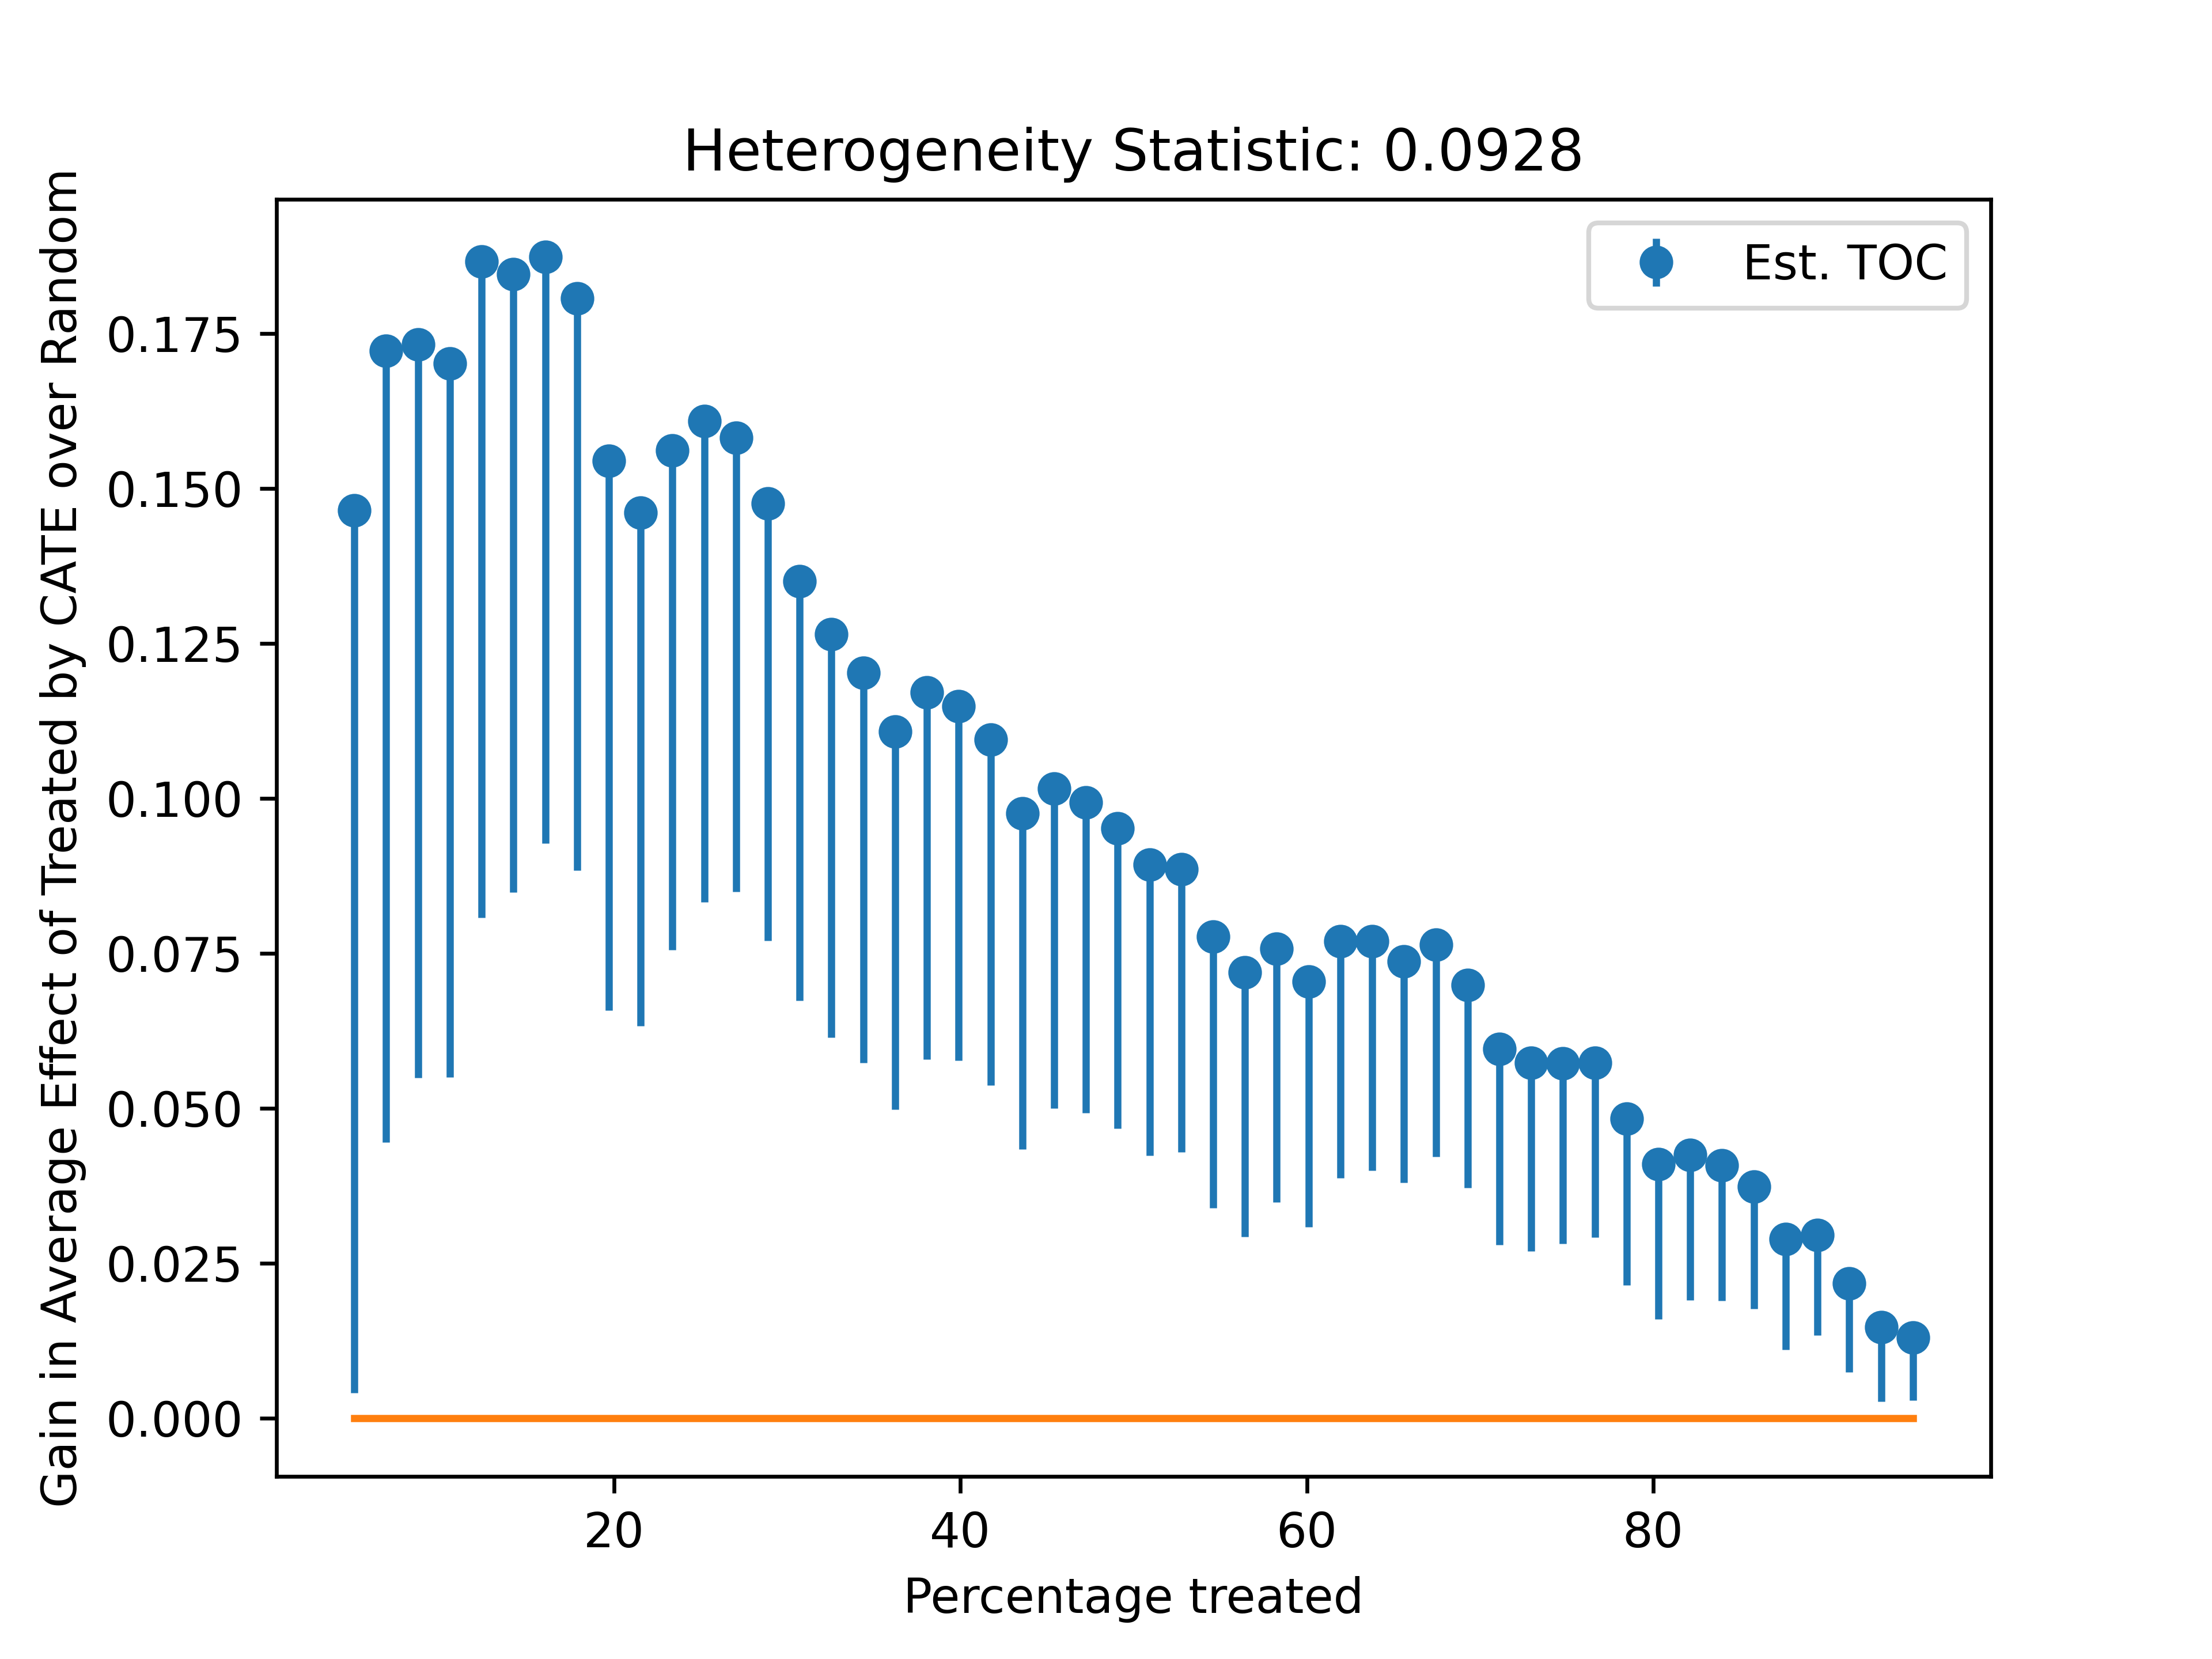 Heterogeneity Statistic: 0.0928
Est. TOC
Gain in Average Effect of Treated by CATE over Random
0.175
0.150
0.125
0.100
0.075
0.050
0.025
0.000
20 40 60 80
Percentage treated